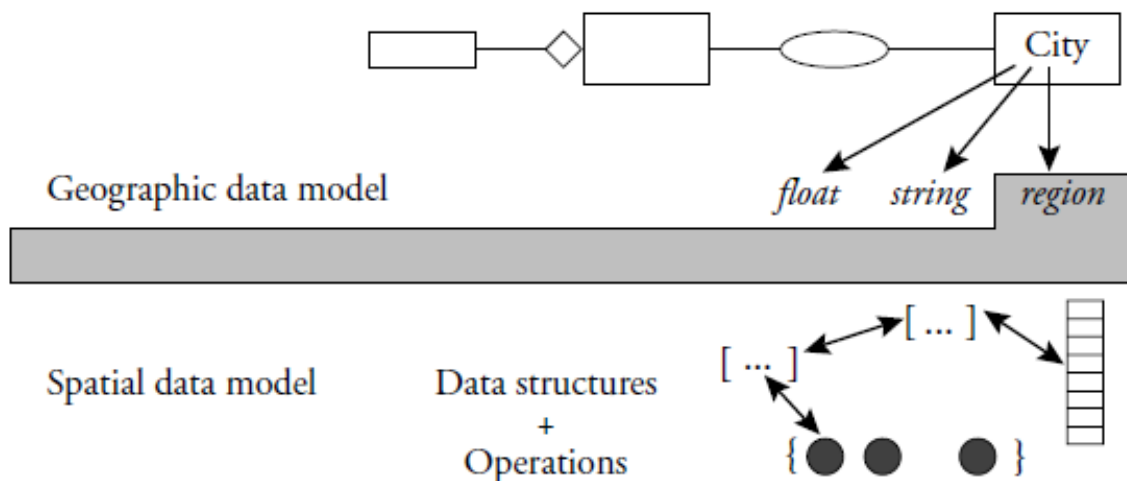 City
Geographic data model
float string region
[ ... ]
[ ... ]
Spatial data model
Data structures
+
Operations
{ }